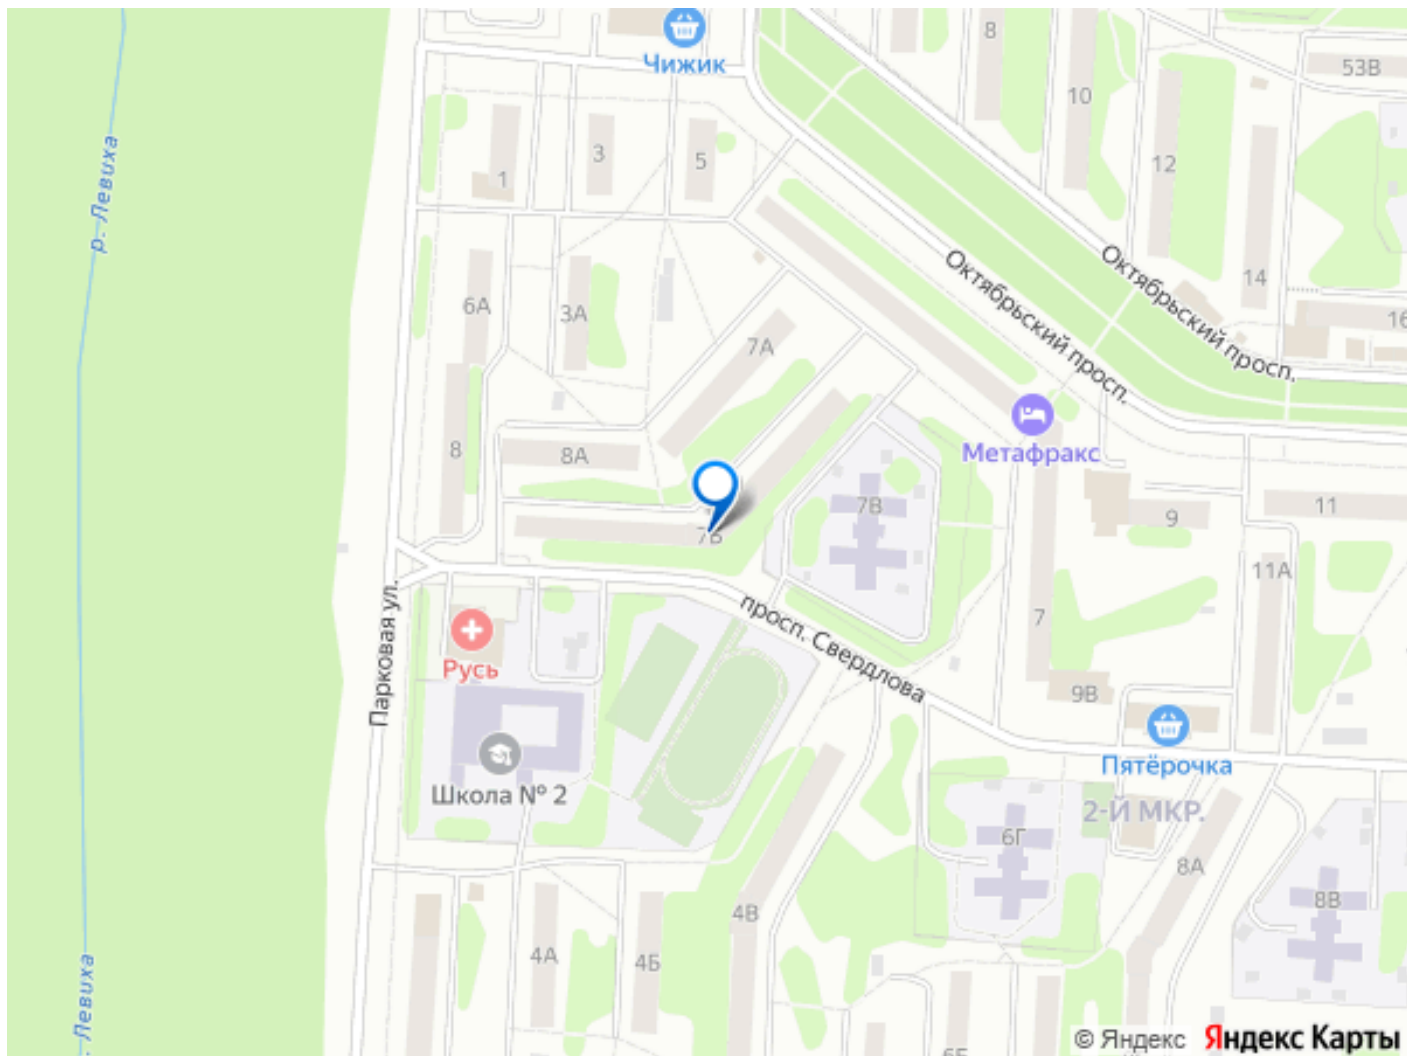 8
53В
Чижик
10
3
5
12
1
р. Левиха
Октябрьский просп.
Октябрьский просп.
14
16
6А
3А
7А
Метафракс
8
8А
7В
11
9
7Б
11А
Парковая ул.
просп. Свердлова
7
Русь
9В
Пятёрочка
Школа № 2
2-Й МКР.
6Г
8А
8В
4В
4А
4Б
Левиха
© Яндекс
Яндекс Карты